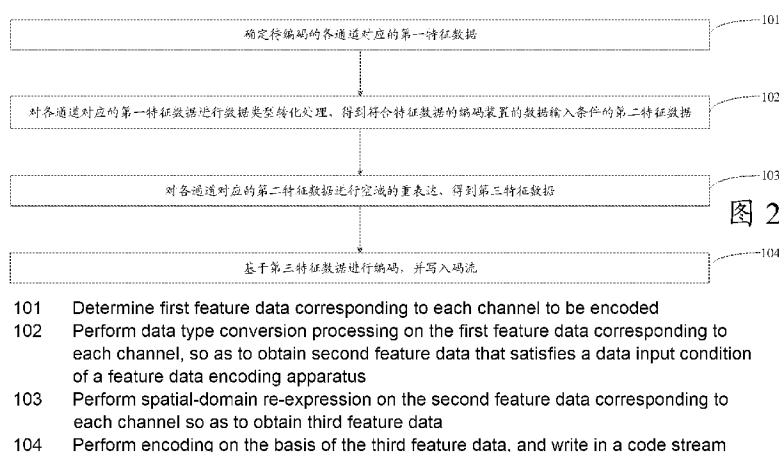 确定待编码的各通道对应的第一特征数据
101
对各通道对应的第一特征数据进行数据类型转化处理，得到符合特征数据的编码装置的数据输入条件的第二特征数据
102
对各通道对应的第二特征数据进行空域的重表达，得到第三特征数据
103
图 2
基于第三特征数据进行编码，并写入码流
104
101 Determine first feature data corresponding to each channel to be encoded
102 Perform data type conversion processing on the first feature data corresponding to
each channel, so as to obtain second feature data that satisfies a data input condition
of a feature data encoding apparatus
103 Perform spatial-domain re-expression on the second feature data corresponding to
each channel so as to obtain third feature data
104 Perform encoding on the basis of the third feature data, and write in a code stream